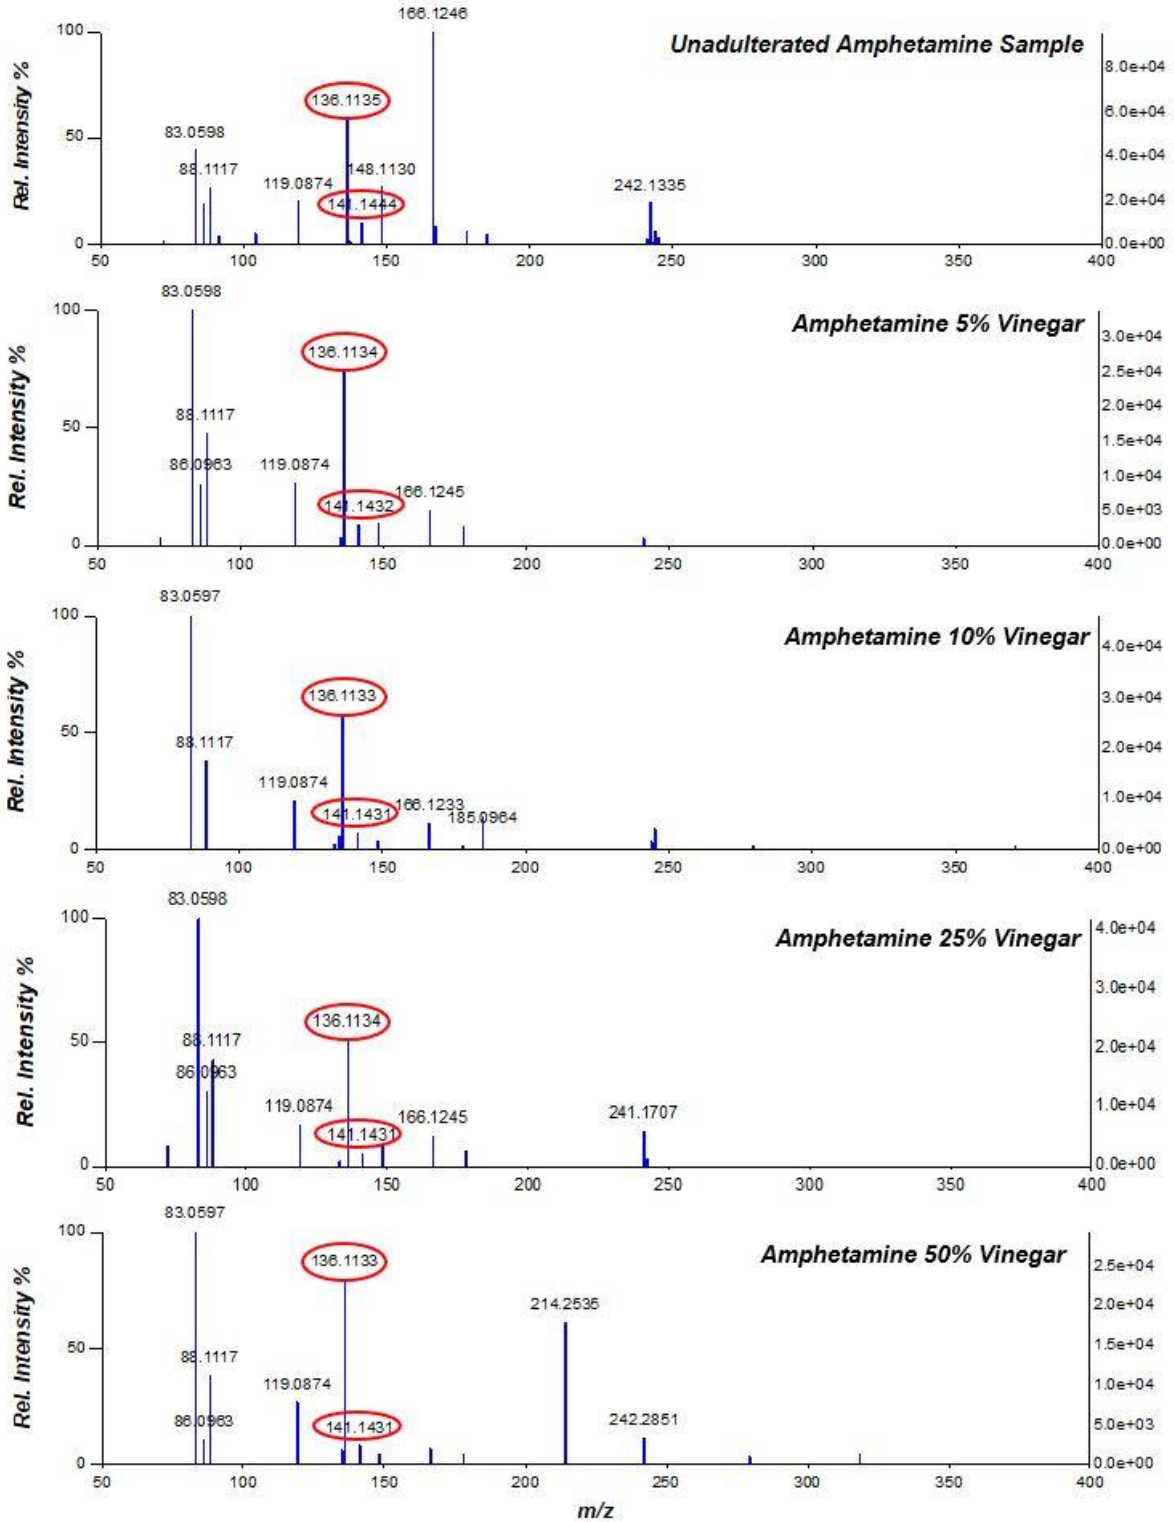 Unadulterated Amphetamine Sample
Rel. Intensity %
100
50
0
166.1246
136.1135
83.0598
88.1117
148.1130
119.0874
141.1444
242.1335
8.0e+04
6.0e+04
4.0e+04
2.0e+04
0.0e+00
50 100 150 200 250 300 350 400
Amphetamine 5% Vinegar
Rel. Intensity %
100
50
0
83.0598
136.1134
88.1117
86.0963
119.0874
141.1432
166.1245
3.0e+04
2.5e+04
2.0e+04
1.5e+04
1.0e+04
5.0e+03
0.0e+00
50 100 150 200 250 300 350 400
Amphetamine 10% Vinegar
Rel. Intensity %
100
50
0
83.0597
136.1133
88.1117
119.0874
141.1431
166.1233
185.0964
4.0e+04
3.0e+04
2.0e+04
1.0e+04
0.0e+00
50 100 150 200 250 300 350 400
Amphetamine 25% Vinegar
Rel. Intensity %
100
50
0
83.0598
136.1134
88.1117
86.0963
119.0874
141.1431
166.1245
241.1707
4.0e+04
3.0e+04
2.0e+04
1.0e+04
0.0e+00
50 100 150 200 250 300 350 400
Amphetamine 50% Vinegar
Rel. Intensity %
100
50
0
83.0597
136.1133
214.2535
88.1117
119.0874
86.0963
141.1431
242.2851
2.5e+04
2.0e+04
1.5e+04
1.0e+04
5.0e+03
0.0e+00
50 100 150 200 250 300 350 400
m/z